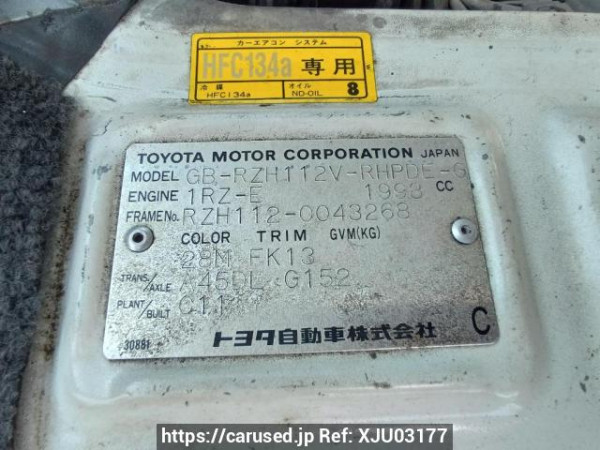 カーエアコン システム
HFC134a 専用
冷媒 オイル
HFC134a ND-OIL 8
TOYOTA MOTOR CORPORATION JAPAN
MODEL GB-RZH112V-RHPDE-G
ENGINE 1RZ-E 1998 CC
FRAME No. RZH112-0043268
COLOR TRIM GVM(KG)
28M FK13
TRANS/AXLE A45DL G152
PLANT/BUILT C11
トヨタ自動車株式会社
30881 C
https://carused.jp Ref: XJU03177